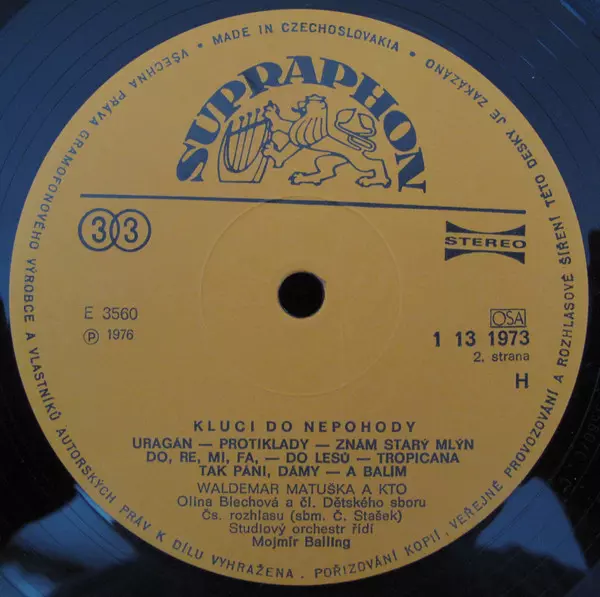 VŠECHNA PRÁVA GRAMOFONOVÉHO VÝROBCE A VLASTNÍKŮ AUTORSKÝCH PRÁV K DÍLU VYHRAŽENA. POŘIZOVÁNÍ KOPIÍ, VEŘEJNÉ PROVOZOVÁNÍ A ROZHLASOVÉ ŠÍŘENÍ TÉTO DESKY JE ZAKÁZÁNO
• MADE IN CZECHOSLOVAKIA •
SUPRAPHON
33
STEREO
E 3560
Ⓟ 1976
OSA
1 13 1973
2. strana
H
KLUCI DO NEPOHODY
URAGÁN — PROTIKLADY — ZNÁM STARÝ MLÝN
DO, RE, MI, FA, — DO LESŮ — TROPICANA
TAK PÁNI, DÁMY — A BALÍM
WALDEMAR MATUŠKA A KTO
Olina Blechová a čl. Dětského sboru
Čs. rozhlasu (sbm. Č. Stašek)
Studiový orchestr řídí
Mojmír Balling